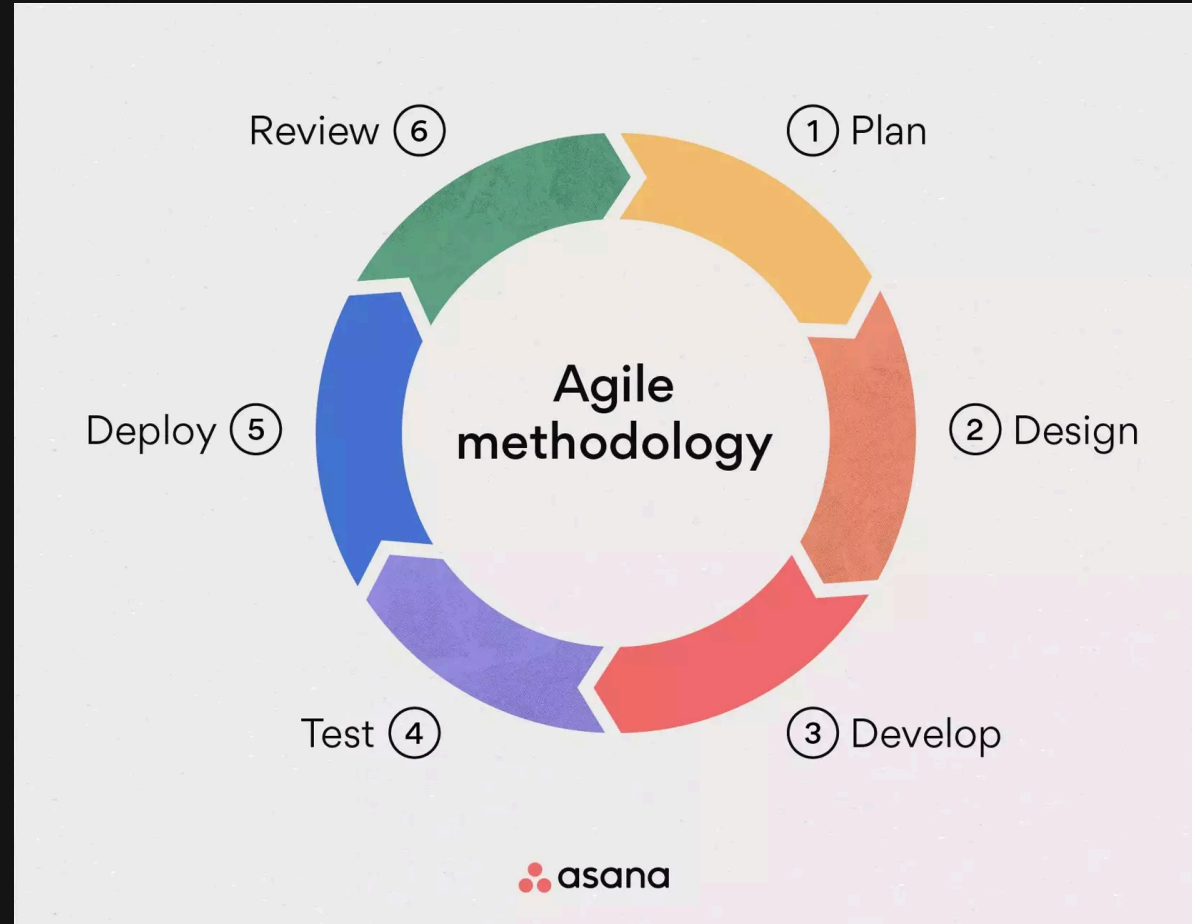 Agile
methodology
1 Plan
2 Design
3 Develop
4 Test
5 Deploy
6 Review
asana